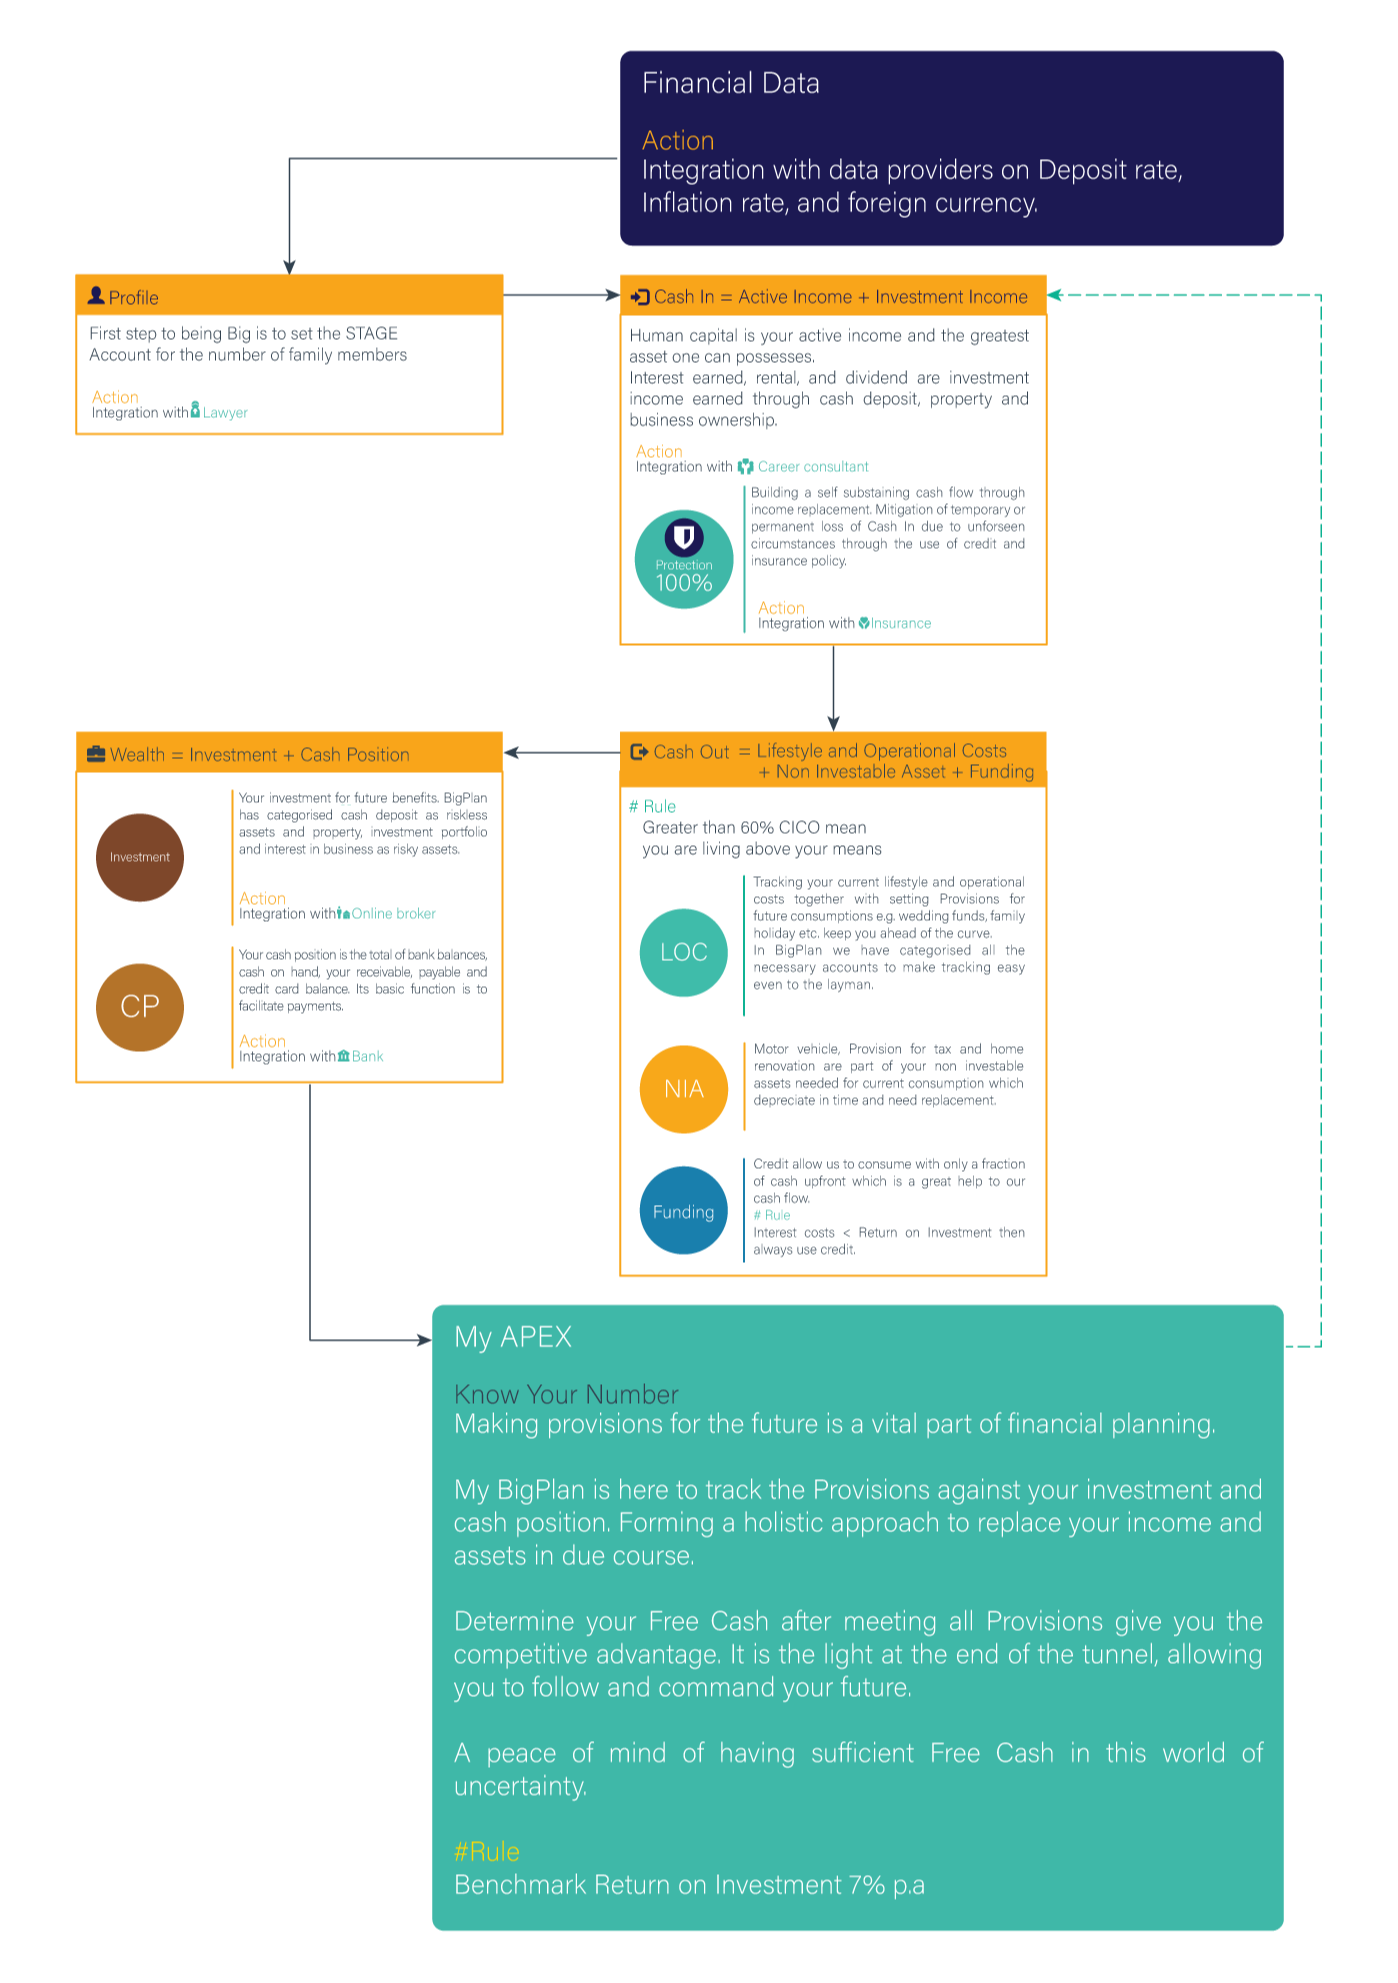 Financial Data
Action
Integration with data providers on Deposit rate,
Inflation rate, and foreign currency.
Profile
First step to being Big is to set the STAGE
Account for the number of family members
Action
Integration with Lawyer
Cash In = Active Income + Investment Income
Human capital is your active income and the greatest
asset one can possesses.
Interest earned, rental, and dividend are investment
income earned through cash deposit, property and
business ownership.
Action
Integration with Career consultant
Protection
100%
Building a self substaining cash flow through
income replacement. Mitigation of temporary or
permanent loss of Cash In due to unforseen
circumstances through the use of credit and
insurance policy.
Action
Integration with Insurance
Wealth = Investment + Cash Position
Investment
Your investment for future benefits. BigPlan
has categorised cash deposit as riskless
assets and property, investment portfolio
and interest in business as risky assets.
Action
Integration with Online broker
CP
Your cash position is the total of bank balances,
cash on hand, your receivable, payable and
credit card balance. Its basic function is to
facilitate payments.
Action
Integration with Bank
Cash Out = Lifestyle and Operational Costs
+ Non Investable Asset + Funding
# Rule
Greater than 60% CICO mean
you are living above your means
LOC
Tracking your current lifestyle and operational
costs together with setting Provisions for
future consumptions e.g. wedding funds, family
holiday etc. keep you ahead of the curve.
In BigPlan we have categorised all the
necessary accounts to make tracking easy
even to the layman.
NIA
Motor vehicle, Provision for tax and home
renovation are part of your non investable
assets needed for current consumption which
depreciate in time and need replacement.
Funding
Credit allow us to consume with only a fraction
of cash upfront which is a great help to our
cash flow.
# Rule
Interest costs < Return on Investment then
always use credit.
My APEX
Know Your Number
Making provisions for the future is a vital part of financial planning.
My BigPlan is here to track the Provisions against your investment and
cash position. Forming a holistic approach to replace your income and
assets in due course.
Determine your Free Cash after meeting all Provisions give you the
competitive advantage. It is the light at the end of the tunnel, allowing
you to follow and command your future.
A peace of mind of having sufficient Free Cash in this world of
uncertainty.
#Rule
Benchmark Return on Investment 7% p.a